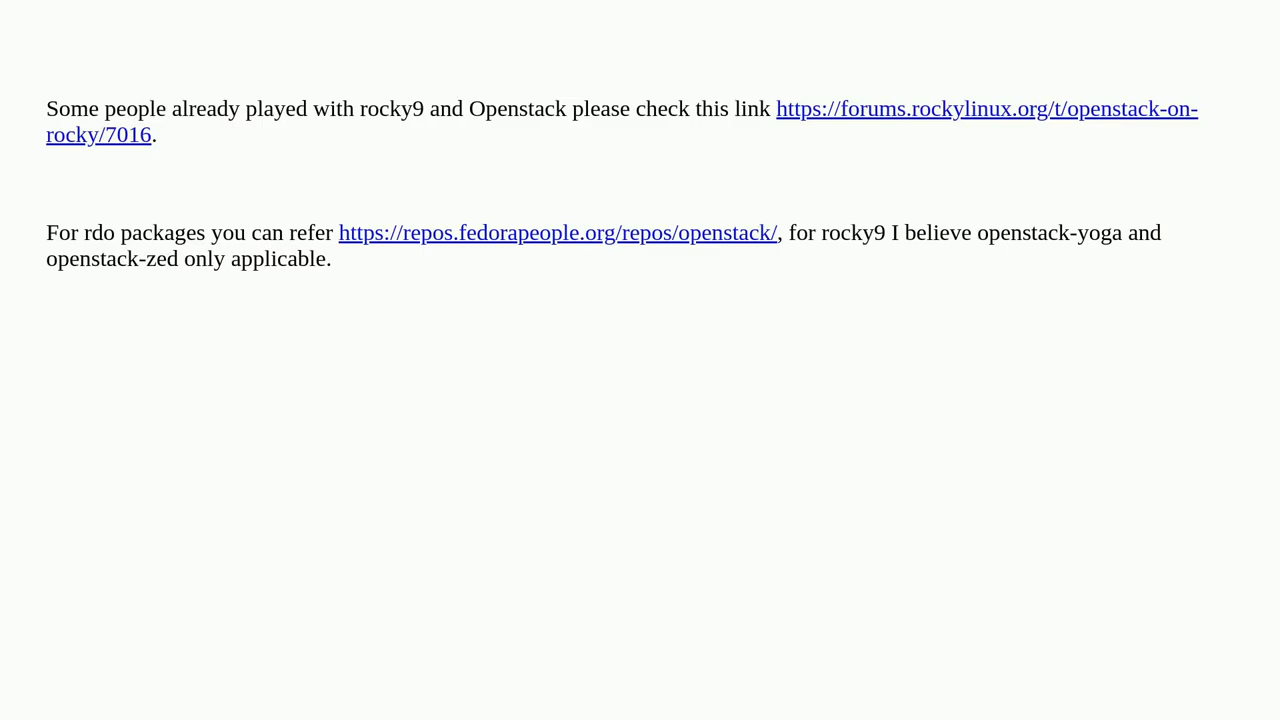 Some people already played with rocky9 and Openstack please check this link https://forums.rockylinux.org/t/openstack-on-
rocky/7016.
For rdo packages you can refer https://repos.fedorapeople.org/repos/openstack/, for rocky9 I believe openstack-yoga and
openstack-zed only applicable.